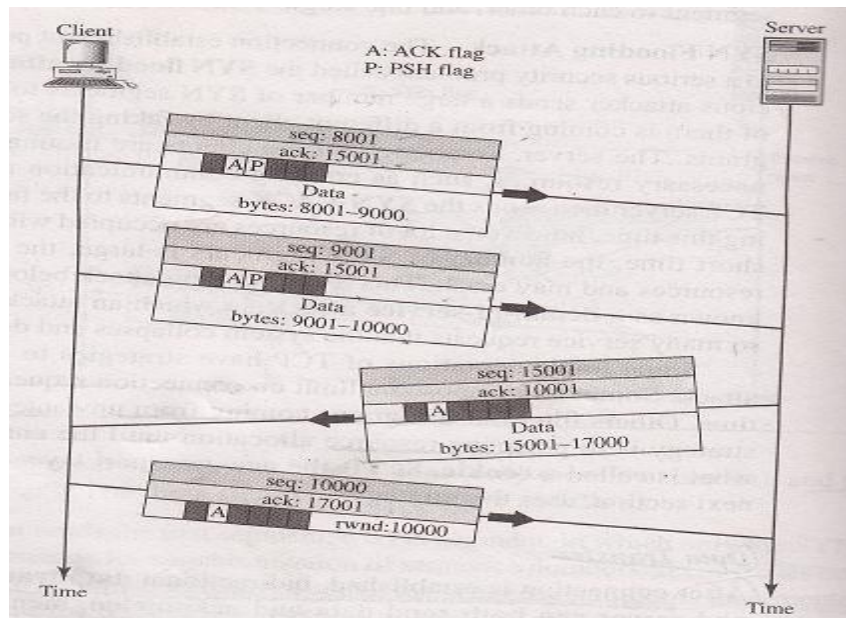 Client
Server
A: ACK flag
P: PSH flag
seq: 8001
ack: 15001
A P
Data
bytes: 8001–9000
seq: 9001
ack: 15001
A P
Data
bytes: 9001–10000
seq: 15001
ack: 10001
A
Data
bytes: 15001–17000
seq: 10000
ack: 17001
A
rwnd:10000
Time
Time